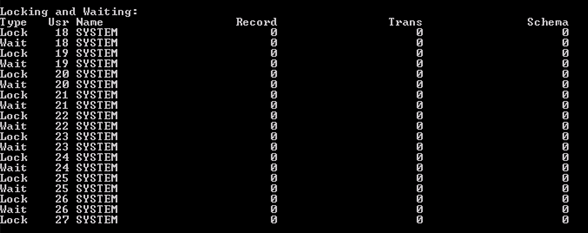 Locking and Waiting:
Type Usr Name Record Trans Schema
Lock 18 SYSTEM 0 0 0
Wait 18 SYSTEM 0 0 0
Lock 19 SYSTEM 0 0 0
Wait 19 SYSTEM 0 0 0
Lock 20 SYSTEM 0 0 0
Wait 20 SYSTEM 0 0 0
Lock 21 SYSTEM 0 0 0
Wait 21 SYSTEM 0 0 0
Lock 22 SYSTEM 0 0 0
Wait 22 SYSTEM 0 0 0
Lock 23 SYSTEM 0 0 0
Wait 23 SYSTEM 0 0 0
Lock 24 SYSTEM 0 0 0
Wait 24 SYSTEM 0 0 0
Lock 25 SYSTEM 0 0 0
Wait 25 SYSTEM 0 0 0
Lock 26 SYSTEM 0 0 0
Wait 26 SYSTEM 0 0 0
Lock 27 SYSTEM 0 0 0